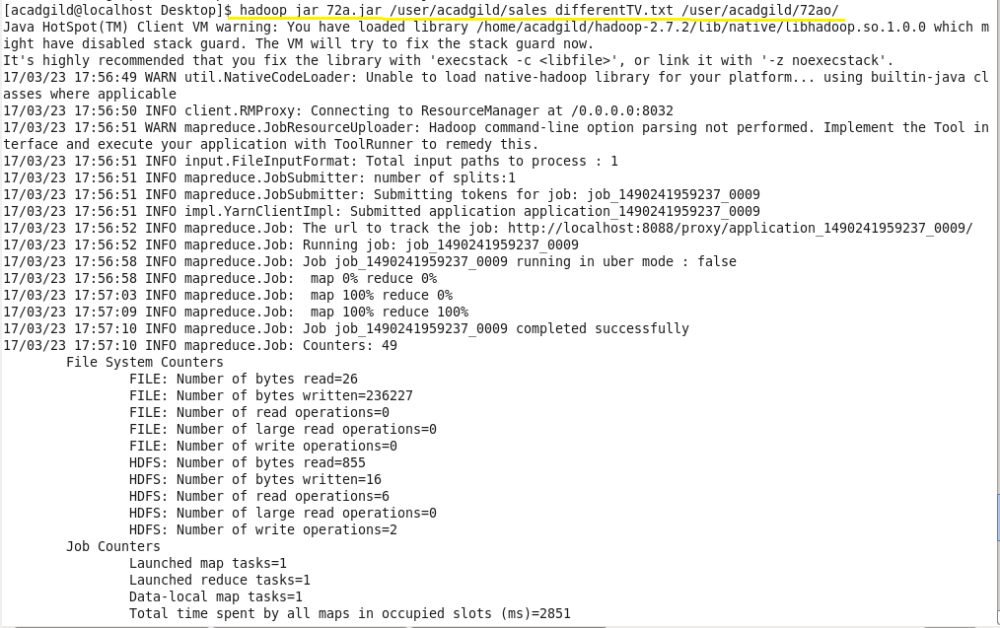 [acadgild@localhost Desktop]$ hadoop jar 72a.jar /user/acadgild/sales differentTV.txt /user/acadgild/72ao/
Java HotSpot(TM) Client VM warning: You have loaded library /home/acadgild/hadoop-2.7.2/lib/native/libhadoop.so.1.0.0 which m
ight have disabled stack guard. The VM will try to fix the stack guard now.
It's highly recommended that you fix the library with 'execstack -c <libfile>', or link it with '-z noexecstack'.
17/03/23 17:56:49 WARN util.NativeCodeLoader: Unable to load native-hadoop library for your platform... using builtin-java cl
asses where applicable
17/03/23 17:56:50 INFO client.RMProxy: Connecting to ResourceManager at /0.0.0.0:8032
17/03/23 17:56:51 WARN mapreduce.JobResourceUploader: Hadoop command-line option parsing not performed. Implement the Tool in
terface and execute your application with ToolRunner to remedy this.
17/03/23 17:56:51 INFO input.FileInputFormat: Total input paths to process : 1
17/03/23 17:56:51 INFO mapreduce.JobSubmitter: number of splits:1
17/03/23 17:56:51 INFO mapreduce.JobSubmitter: Submitting tokens for job: job_1490241959237_0009
17/03/23 17:56:51 INFO impl.YarnClientImpl: Submitted application application_1490241959237_0009
17/03/23 17:56:52 INFO mapreduce.Job: The url to track the job: http://localhost:8088/proxy/application_1490241959237_0009/
17/03/23 17:56:52 INFO mapreduce.Job: Running job: job_1490241959237_0009
17/03/23 17:56:58 INFO mapreduce.Job: Job job_1490241959237_0009 running in uber mode : false
17/03/23 17:56:58 INFO mapreduce.Job:  map 0% reduce 0%
17/03/23 17:57:03 INFO mapreduce.Job:  map 100% reduce 0%
17/03/23 17:57:09 INFO mapreduce.Job:  map 100% reduce 100%
17/03/23 17:57:10 INFO mapreduce.Job: Job job_1490241959237_0009 completed successfully
17/03/23 17:57:10 INFO mapreduce.Job: Counters: 49
File System Counters
FILE: Number of bytes read=26
FILE: Number of bytes written=236227
FILE: Number of read operations=0
FILE: Number of large read operations=0
FILE: Number of write operations=0
HDFS: Number of bytes read=855
HDFS: Number of bytes written=16
HDFS: Number of read operations=6
HDFS: Number of large read operations=0
HDFS: Number of write operations=2
Job Counters
Launched map tasks=1
Launched reduce tasks=1
Data-local map tasks=1
Total time spent by all maps in occupied slots (ms)=2851